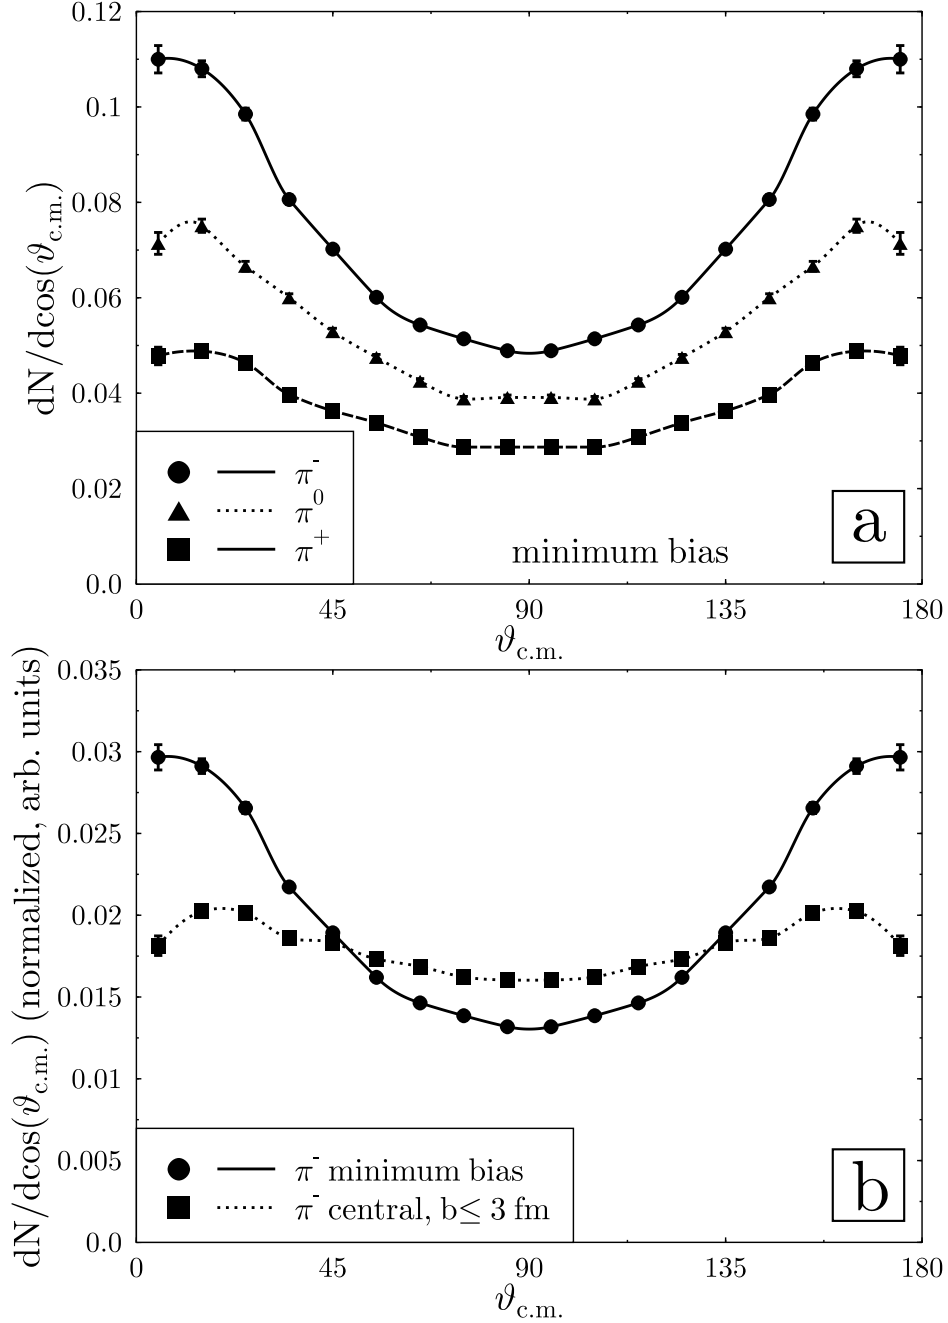 0.12
0.1
0.08
0.06
0.04
0.02
0.0
dN/dcos(ϑc.m.)
π-
π0
π+
minimum bias
a
0 45 90 135 180
ϑc.m.
0.035
0.03
0.025
0.02
0.015
0.01
0.005
0.0
dN/dcos(ϑc.m.) (normalized, arb. units)
π- minimum bias
π- central, b≤ 3 fm
b
0 45 90 135 180
ϑc.m.